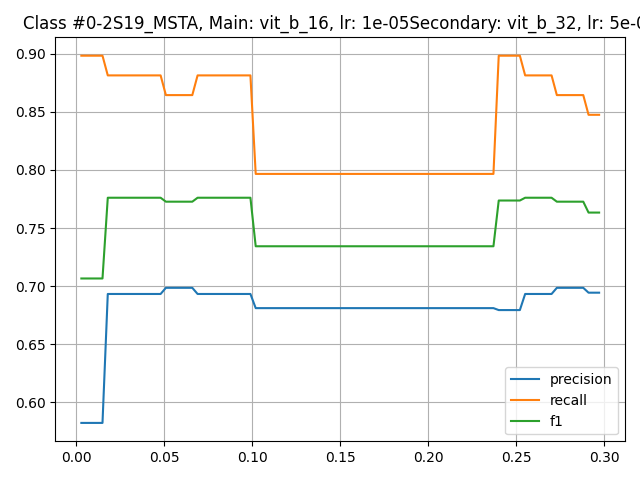 Class #0-2S19_MSTA, Main: vit_b_16, lr: 1e-05Secondary: vit_b_32, lr: 5e-0
0.90
0.85
0.80
0.75
0.70
0.65
0.60
precision
recall
f1
0.00 0.05 0.10 0.15 0.20 0.25 0.30